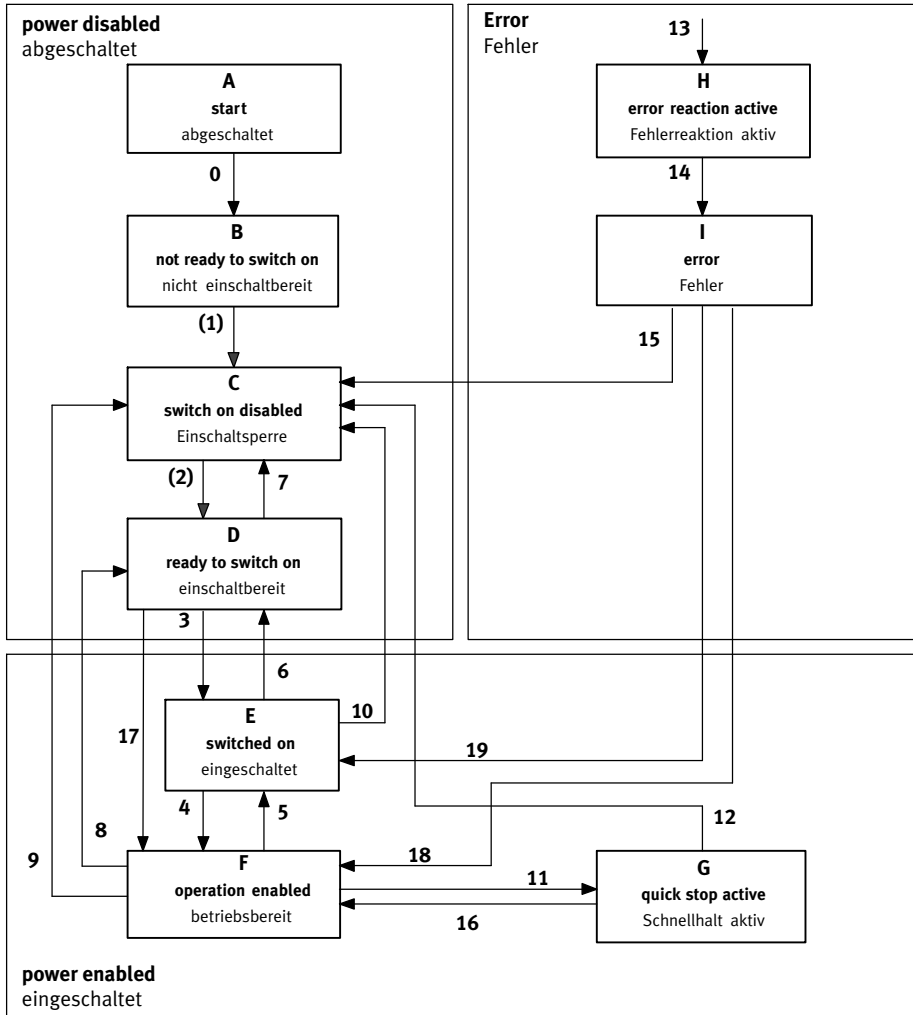 power disabled
abgeschaltet
A
start
abgeschaltet
0
B
not ready to switch on
nicht einschaltbereit
(1)
C
switch on disabled
Einschaltsperre
(2)
7
D
ready to switch on
einschaltbereit
3
Error
Fehler
13
H
error reaction active
Fehlerreaktion aktiv
14
I
error
Fehler
15
6
E
switched on
eingeschaltet
10
17
19
4
5
8
9
18
12
F
operation enabled
betriebsbereit
11
16
G
quick stop active
Schnellhalt aktiv
power enabled
eingeschaltet